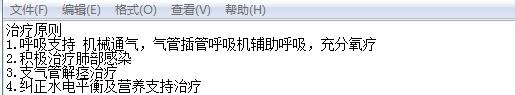 文件(F) 编辑(E) 格式(O) 查看(V) 帮助(H)
治疗原则
1.呼吸支持 机械通气，气管插管呼吸机辅助呼吸，充分氧疗
2.积极治疗肺部感染
3.支气管解痉治疗
4.纠正水电平衡及营养支持治疗